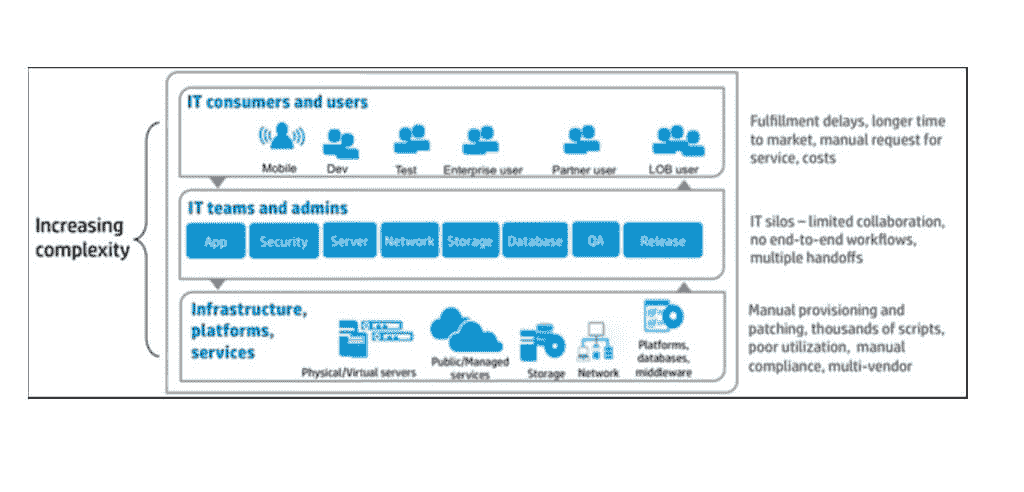 IT consumers and users
Mobile
Dev
Test
Enterprise user
Partner user
LOB user
Fulfillment delays, longer time
to market, manual request for
service, costs
Increasing
complexity
IT teams and admins
App
Security
Server
Network
Storage
Database
QA
Release
IT silos – limited collaboration,
no end-to-end workflows,
multiple handoffs
Infrastructure,
platforms,
services
Physical/Virtual servers
Public/Managed
services
Storage
Network
Platforms,
databases,
middleware
Manual provisioning and
patching, thousands of scripts,
poor utilization, manual
compliance, multi-vendor